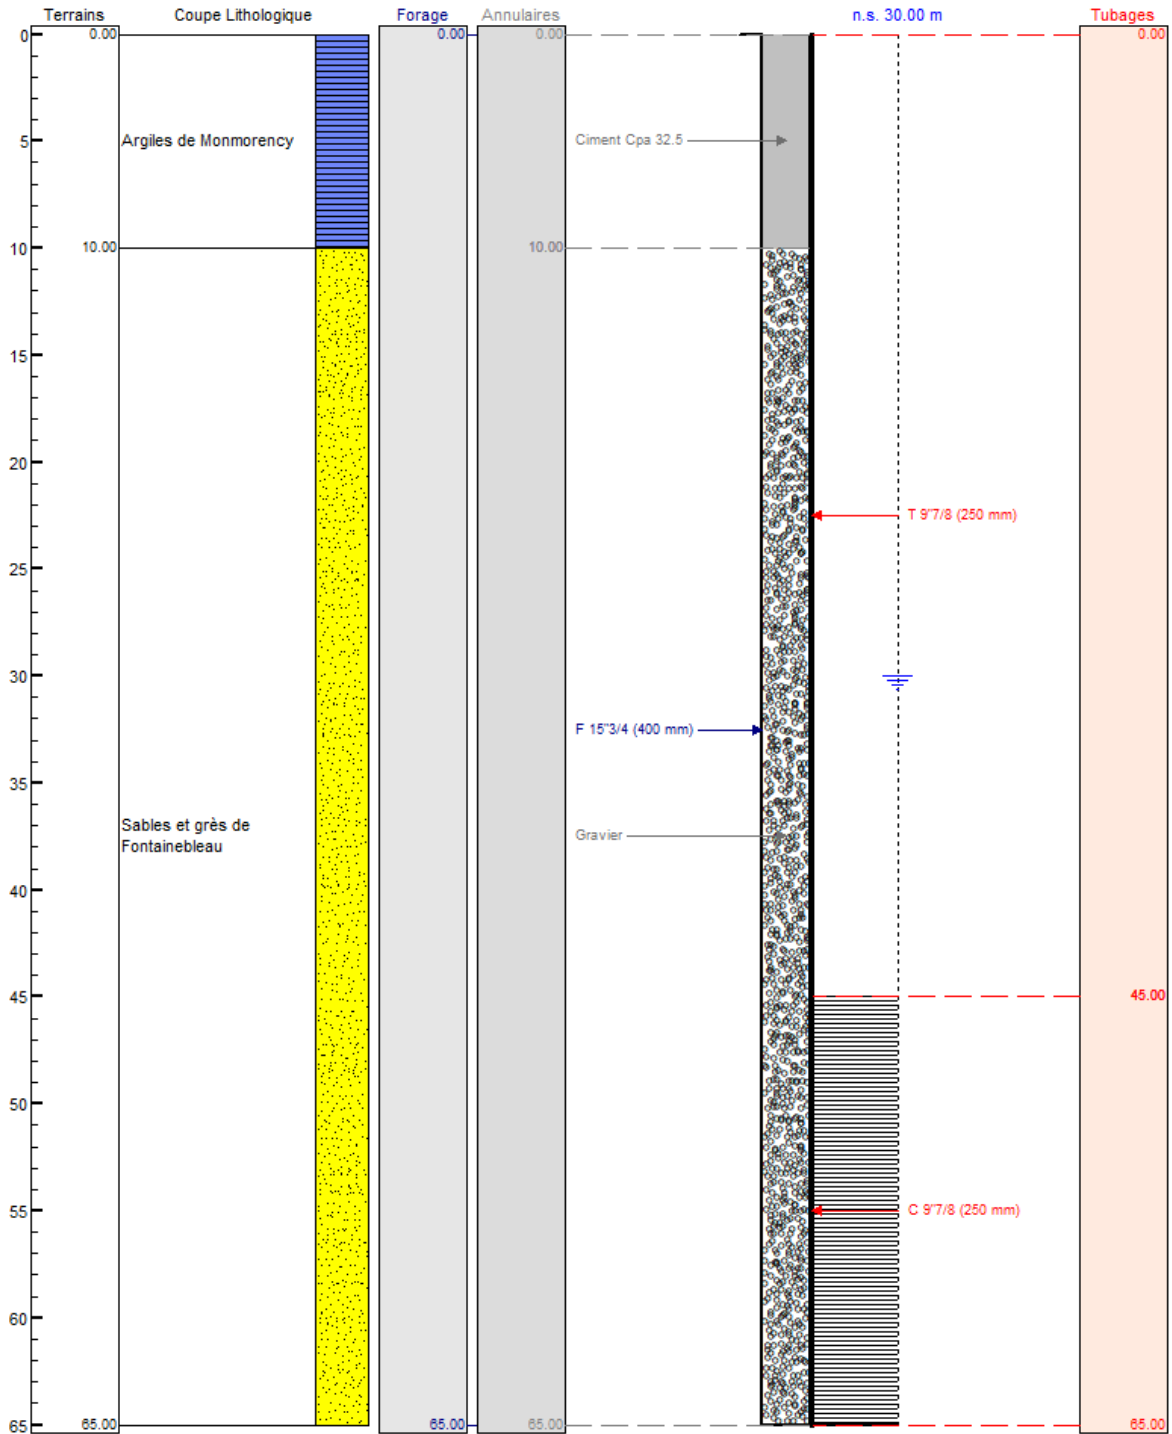 Terrains Coupe Lithologique Forage Annulaires n.s. 30.00 m Tubages
0 0.00 0.00 0.00 0.00
5 Argiles de Monmorency Ciment Cpa 32.5
10 10.00 10.00
15
20
T 9"7/8 (250 mm)
25
30
F 15"3/4 (400 mm)
35
Sables et grès de Gravier
Fontainebleau
40
45 45.00
50
55 C 9"7/8 (250 mm)
60
65 65.00 65.00 65.00 65.00